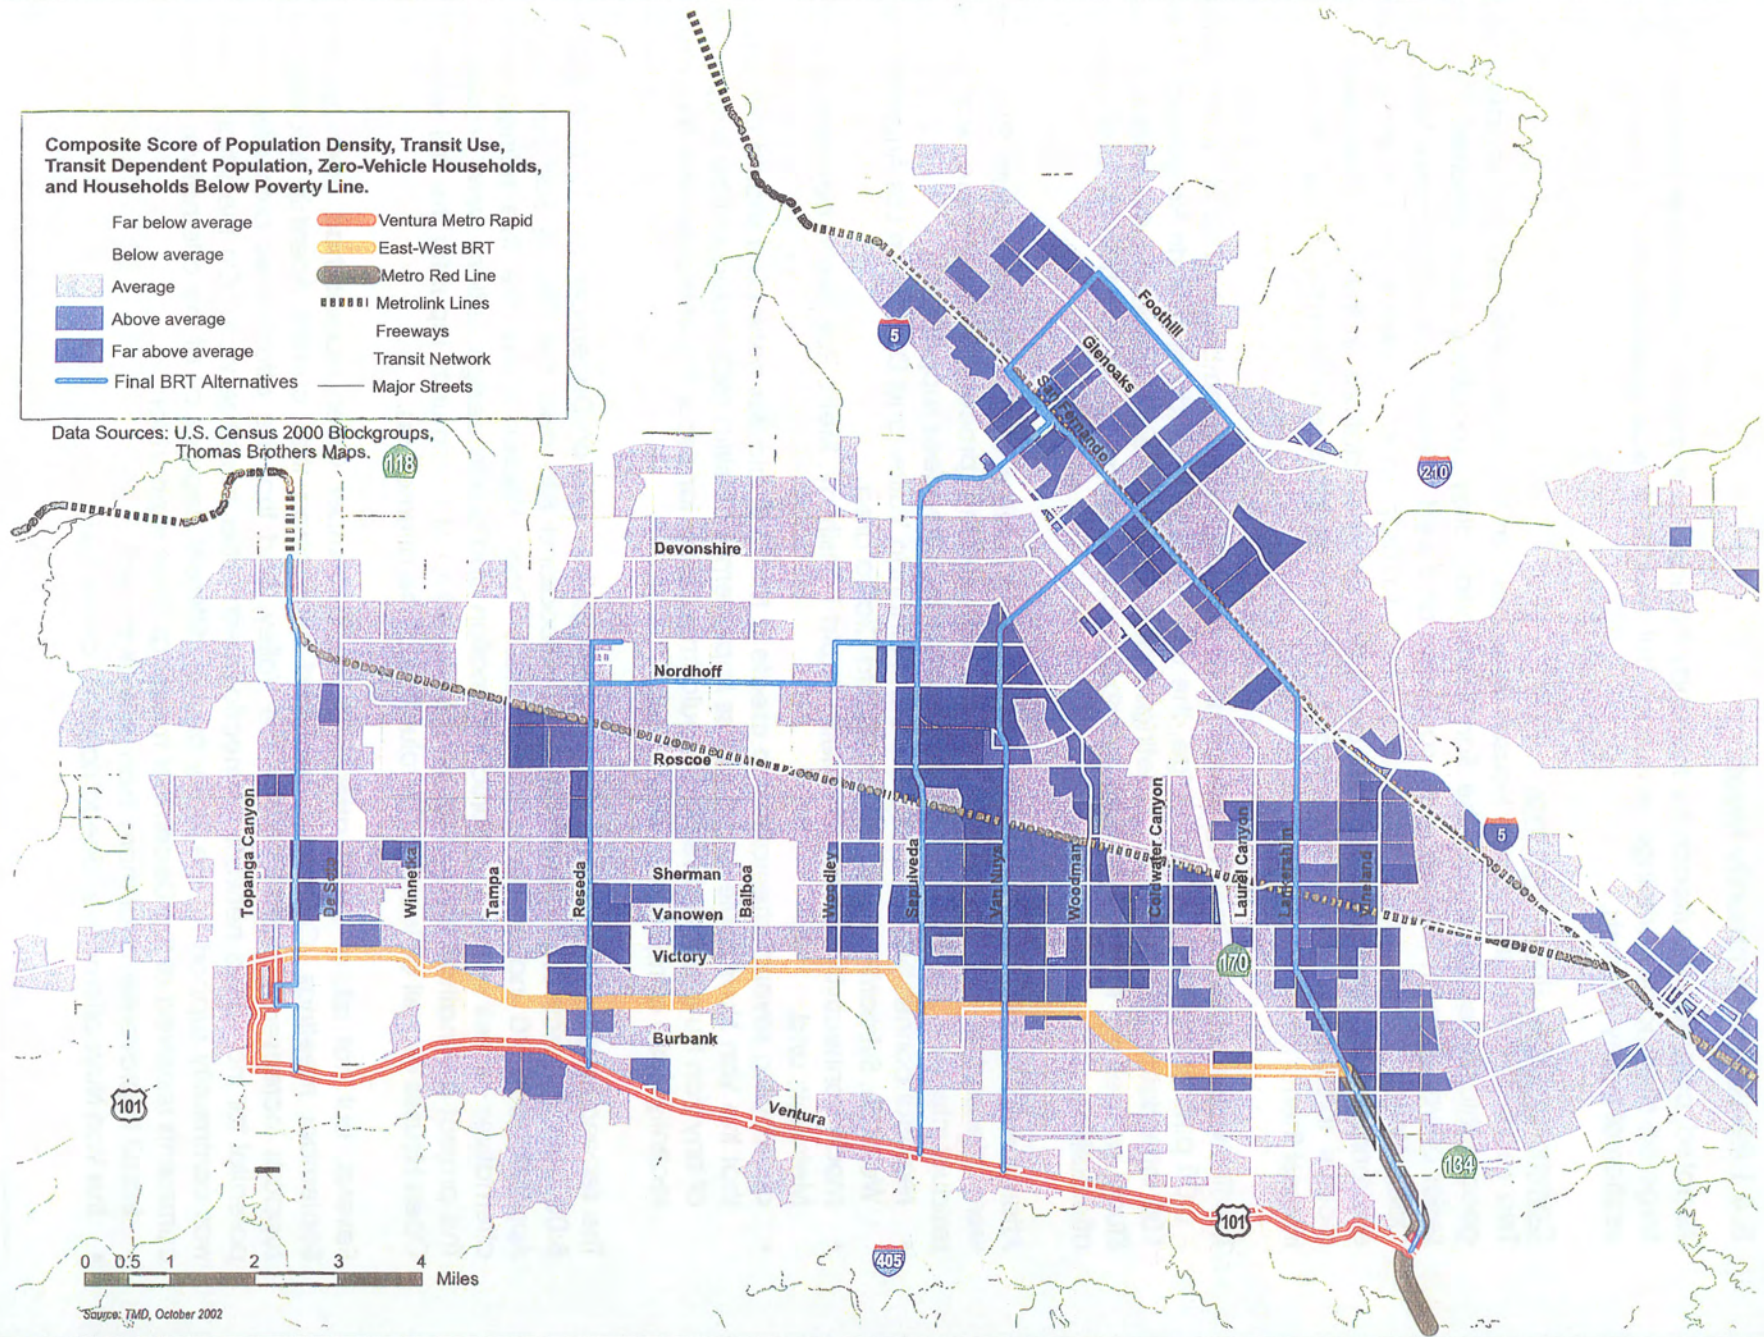 Composite Score of Population Density, Transit Use,
Transit Dependent Population, Zero-Vehicle Households,
and Households Below Poverty Line.
Far below average
Below average
Average
Above average
Far above average
Final BRT Alternatives
Ventura Metro Rapid
East-West BRT
Metro Red Line
Metrolink Lines
Freeways
Transit Network
Major Streets
Data Sources: U.S. Census 2000 Blockgroups,
Thomas Brothers Maps.
118
5
Foothill
Glenoaks
San Fernando
210
Devonshire
Nordhoff
Roscoe
5
Topanga Canyon
De Soto
Winnetka
Tampa
Reseda
Sherman
Vanowen
Victory
Balboa
Woodley
Sepulveda
Van Nuys
Woodman
Coldwater Canyon
Laurel Canyon
Lankershim
Vineland
170
Burbank
101
Ventura
134
101
405
0 0.5 1 2 3 4
Miles
Source: TMD, October 2002